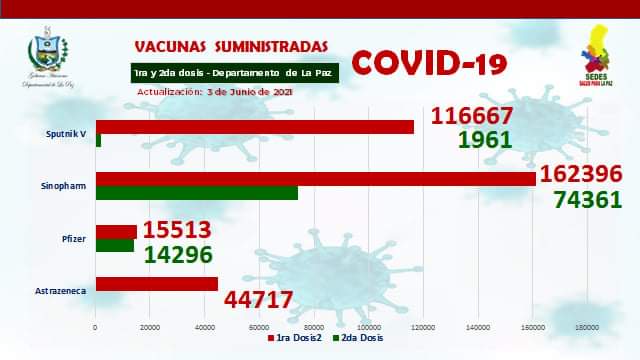 VACUNAS SUMINISTRADAS
COVID-19
1ra y 2da dosis - Departamento de La Paz
Actualización: 3 de Junio de 2021
Gobierno Autónomo
Departamental de La Paz
SEDES
SALUD PARA LA PAZ
Sputnik V
116667
1961
Sinopharm
162396
74361
Pfizer
15513
14296
Astrazeneca
44717
0 20000 40000 60000 80000 100000 120000 140000 160000 180000
1ra Dosis2 2da Dosis